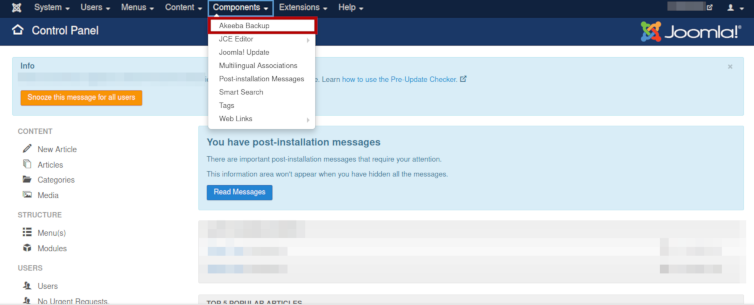 System Users Menus Content Components Extensions Help
Control Panel
Joomla!
Akeeba Backup
JCE Editor
Joomla! Update
Multilingual Associations
Post-installation Messages
Smart Search
Tags
Web Links
Info
e. Learn how to use the Pre-Update Checker.
Snooze this message for all users
CONTENT
New Article
Articles
Categories
Media
STRUCTURE
Menu(s)
Modules
USERS
Users
No Urgent Requests.
You have post-installation messages
There are important post-installation messages that require your attention.
This information area won't appear when you have hidden all the messages.
Read Messages
TOP 5 POPULAR ARTICLES